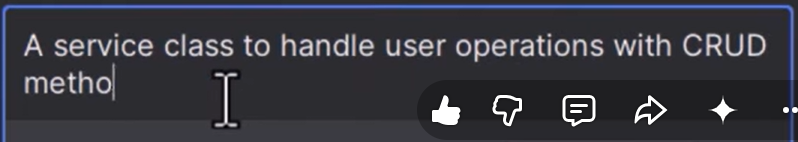 A service class to handle user operations with CRUD
metho